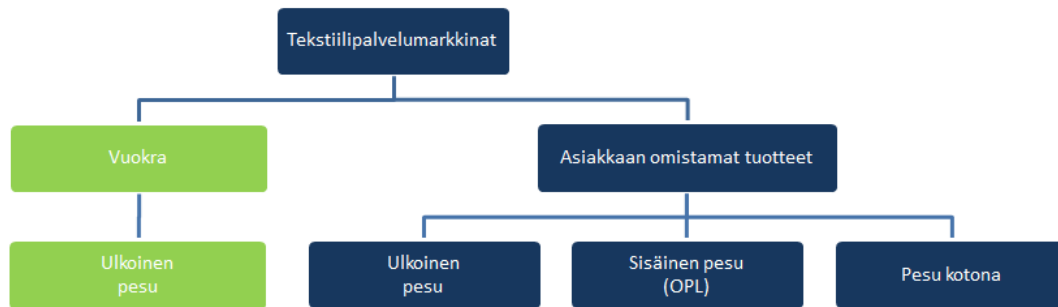 Tekstiilipalvelumarkkinat
Vuokra
Asiakkaan omistamat tuotteet
Ulkoinen
pesu
Ulkoinen
pesu
Sisäinen pesu
(OPL)
Pesu kotona